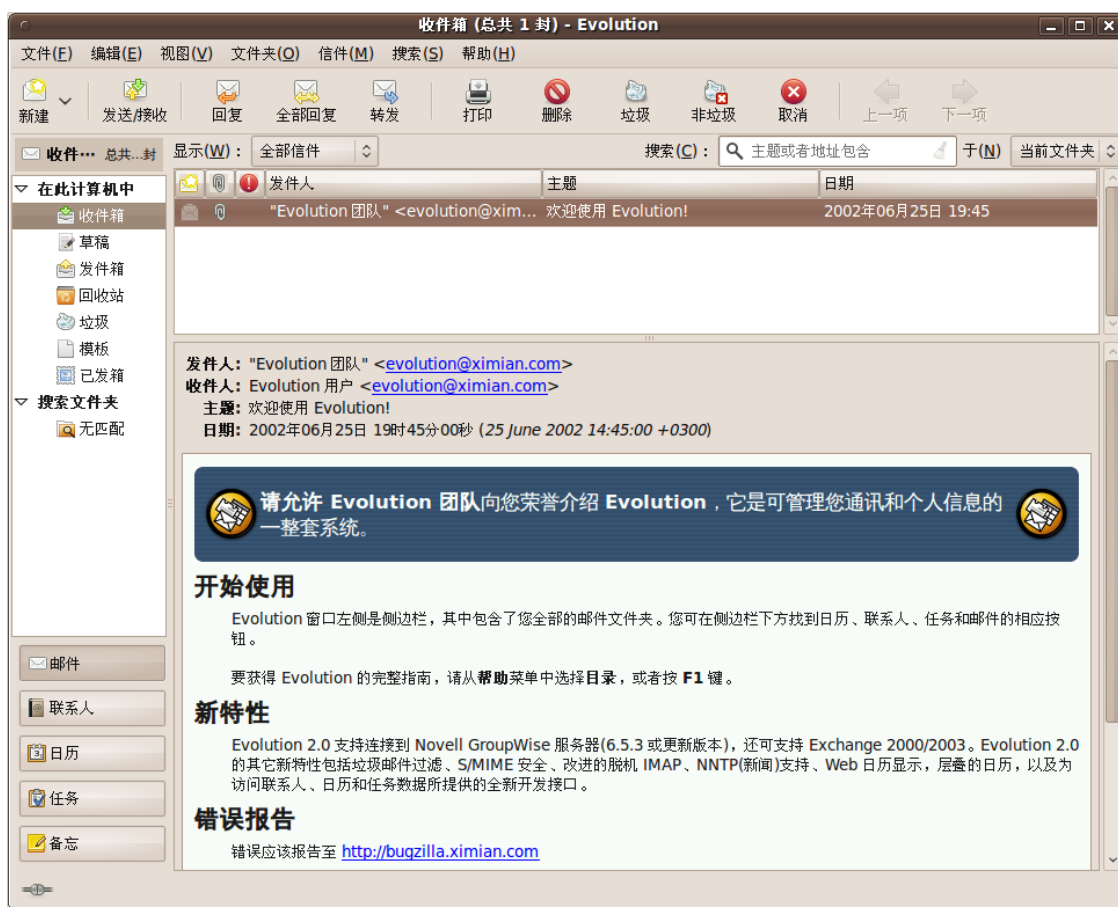 收件箱 (总共 1 封) - Evolution
文件(F) 编辑(E) 视图(V) 文件夹(O) 信件(M) 搜索(S) 帮助(H)
新建 发送/接收 回复 全部回复 转发 打印 删除 垃圾 非垃圾 取消 上一项 下一项
收件… 总共…封 显示(W)： 全部信件 搜索(C)： 主题或者地址包含 于(N) 当前文件夹
在此计算机中
收件箱
草稿
发件箱
回收站
垃圾
模板
已发箱
搜索文件夹
无匹配
邮件
联系人
日历
任务
备忘
发件人 主题 日期
"Evolution 团队" <evolution@xim... 欢迎使用 Evolution! 2002年06月25日 19:45
发件人: "Evolution 团队" <evolution@ximian.com>
收件人: Evolution 用户 <evolution@ximian.com>
主题: 欢迎使用 Evolution!
日期: 2002年06月25日 19时45分00秒 (25 June 2002 14:45:00 +0300)
请允许 Evolution 团队向您荣誉介绍 Evolution，它是可管理您通讯和个人信息的
一整套系统。
开始使用
Evolution 窗口左侧是侧边栏，其中包含了您全部的邮件文件夹。您可在侧边栏下方找到日历、联系人、任务和邮件的相应按
钮。
要获得 Evolution 的完整指南，请从帮助菜单中选择目录，或者按 F1 键。
新特性
Evolution 2.0 支持连接到 Novell GroupWise 服务器(6.5.3 或更新版本)，还可支持 Exchange 2000/2003。Evolution 2.0
的其它新特性包括垃圾邮件过滤、S/MIME 安全、改进的脱机 IMAP、NNTP(新闻)支持、Web 日历显示，层叠的日历，以及为
访问联系人、日历和任务数据所提供的全新开发接口。
错误报告
错误应该报告至 http://bugzilla.ximian.com